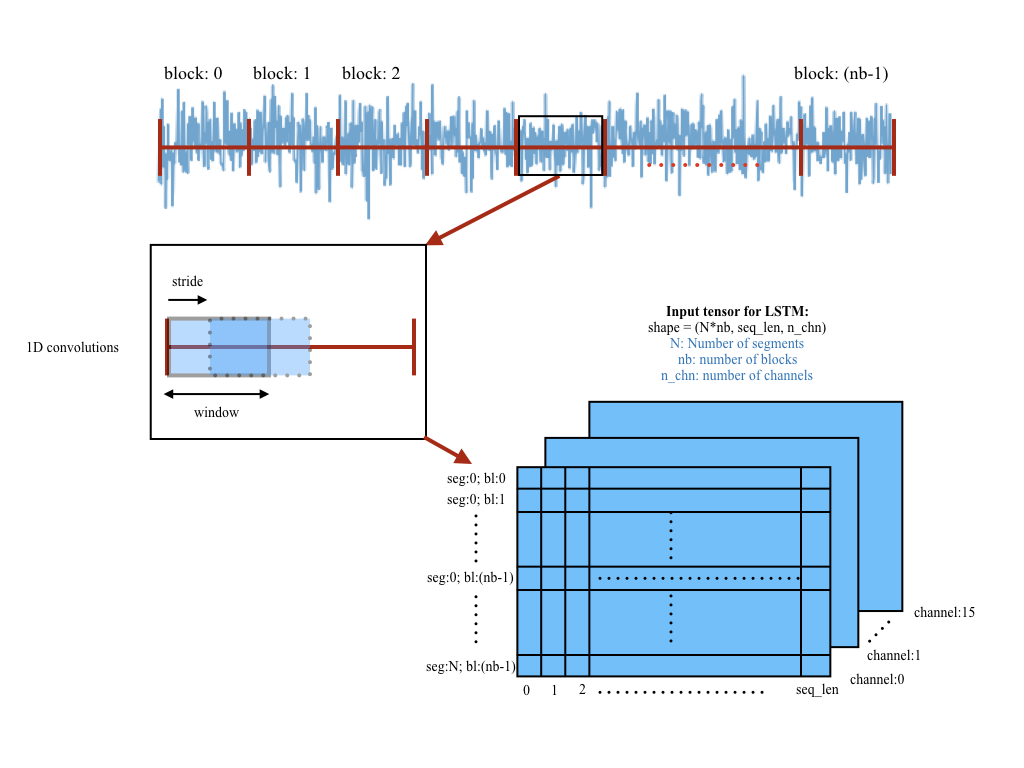 block: 0
block: 1
block: 2
block: (nb-1)
stride
1D convolutions
window
Input tensor for LSTM:
shape = (N*nb, seq_len, n_chn)
N: Number of segments
nb: number of blocks
n_chn: number of channels
seg:0; bl:0
seg:0; bl:1
seg:0; bl:(nb-1)
seg:N; bl:(nb-1)
0
1
2
seq_len
channel:0
channel:1
channel:15